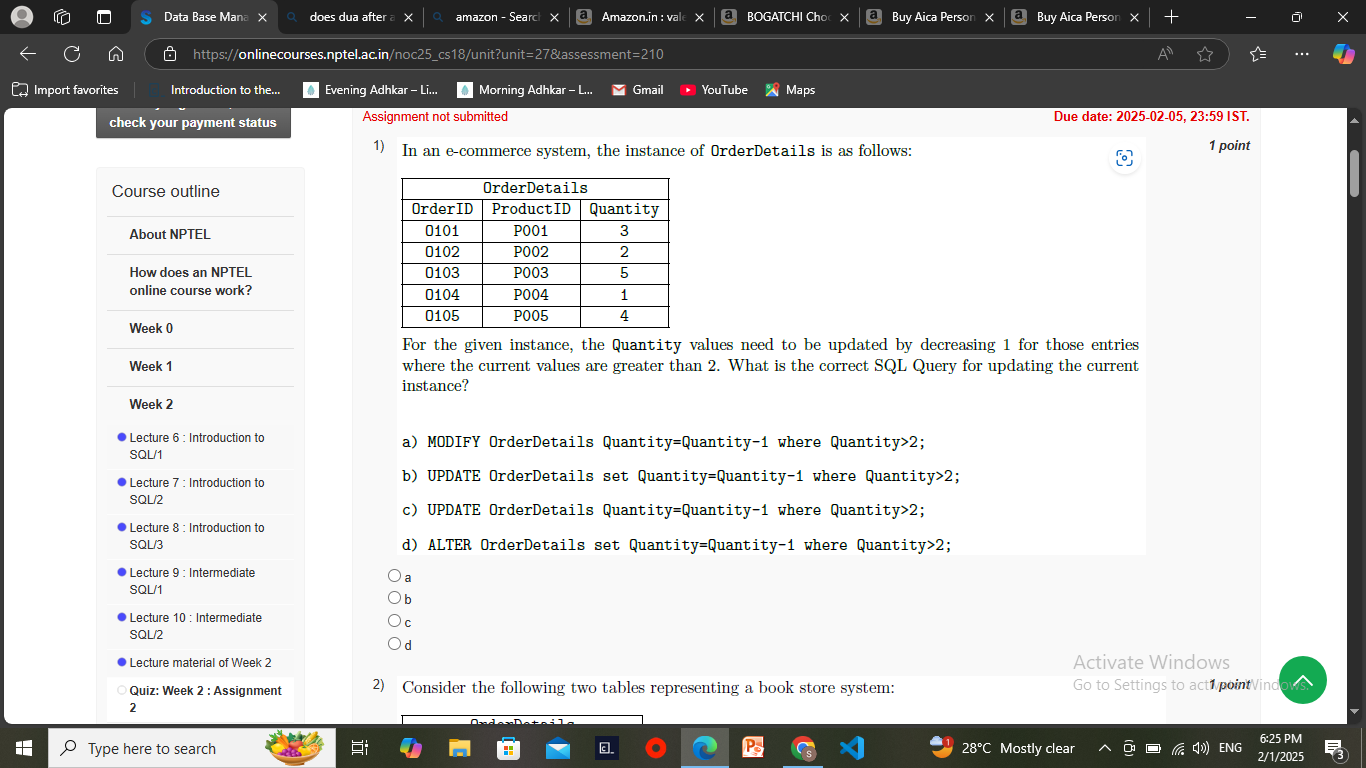 Data Base Mana
does dua after a
amazon - Search
Amazon.in : vale
BOGATCHI Choc
Buy Aica Person
Buy Aica Person
https://onlinecourses.nptel.ac.in/noc25_cs18/unit?unit=27&assessment=210
Import favorites
Introduction to the...
Evening Adhkar – Li...
Morning Adhkar – L...
Gmail
YouTube
Maps
check your payment status
Course outline
About NPTEL
How does an NPTEL
online course work?
Week 0
Week 1
Week 2
Lecture 6 : Introduction to
SQL/1
Lecture 7 : Introduction to
SQL/2
Lecture 8 : Introduction to
SQL/3
Lecture 9 : Intermediate
SQL/1
Lecture 10 : Intermediate
SQL/2
Lecture material of Week 2
Quiz: Week 2 : Assignment
2
Assignment not submitted
Due date: 2025-02-05, 23:59 IST.
1) In an e-commerce system, the instance of OrderDetails is as follows:
1 point
OrderDetails
OrderID ProductID Quantity
O101 P001 3
O102 P002 2
O103 P003 5
O104 P004 1
O105 P005 4
For the given instance, the Quantity values need to be updated by decreasing 1 for those entries
where the current values are greater than 2. What is the correct SQL Query for updating the current
instance?
a) MODIFY OrderDetails Quantity=Quantity-1 where Quantity>2;
b) UPDATE OrderDetails set Quantity=Quantity-1 where Quantity>2;
c) UPDATE OrderDetails Quantity=Quantity-1 where Quantity>2;
d) ALTER OrderDetails set Quantity=Quantity-1 where Quantity>2;
a
b
c
d
2) Consider the following two tables representing a book store system:
1 point
OrderDetails
Activate Windows
Go to Settings to activate Windows.
Type here to search
1
28°C Mostly clear
ENG
6:25 PM
2/1/2025
3